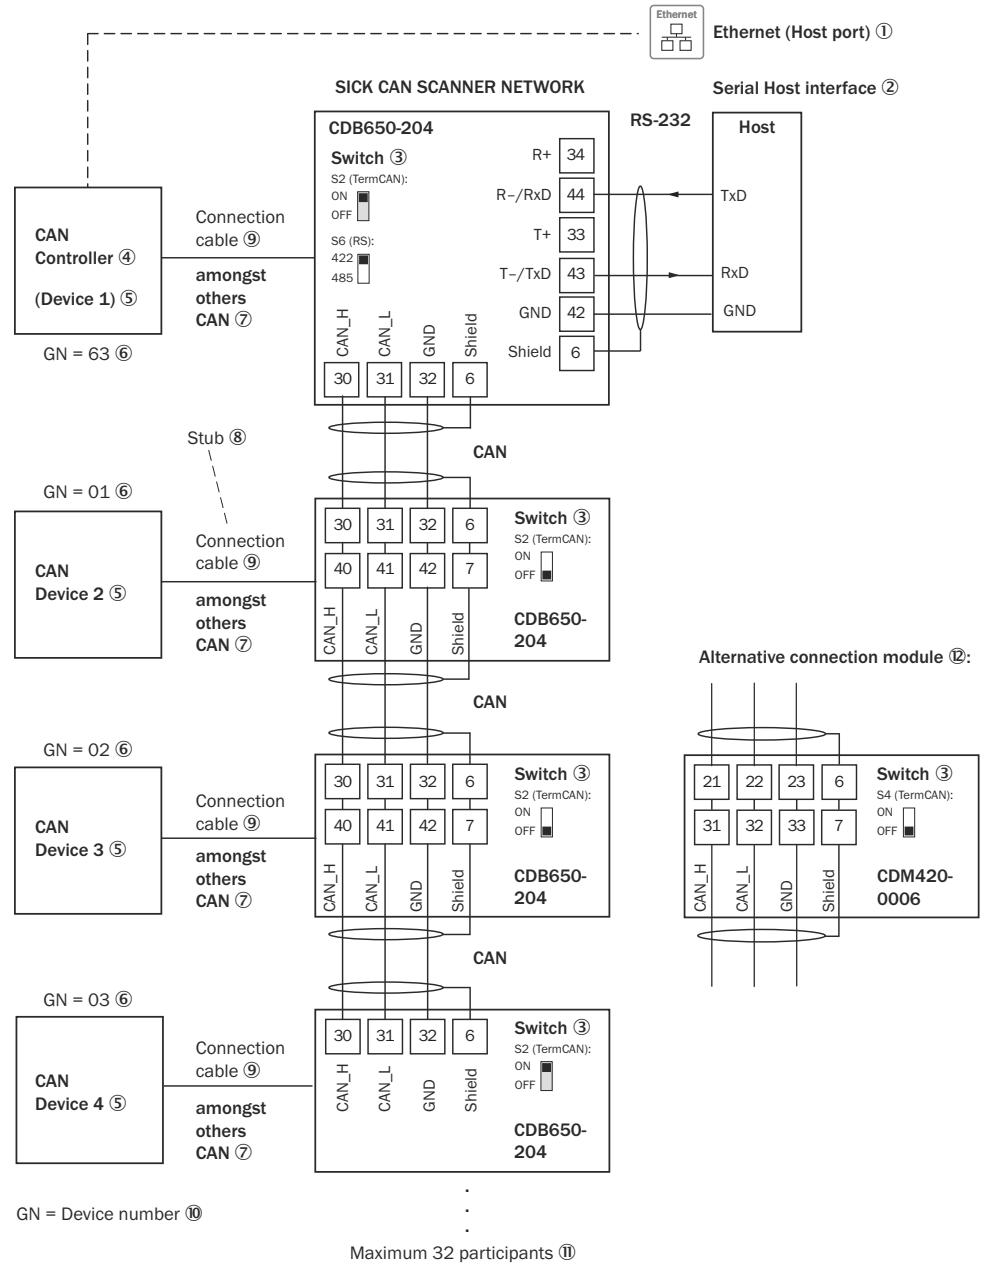 Ethernet
Ethernet (Host port) ①
SICK CAN SCANNER NETWORK
Serial Host interface ②
CDB650-204
RS-232
Host
Switch ③
S2 (TermCAN):
ON
OFF
S6 (RS):
422
485
R+ 34
R–/RxD 44
TxD
T+ 33
T–/TxD 43
RxD
GND 42
GND
Shield 6
CAN_H
CAN_L
GND
Shield
30 31 32 6
CAN
Controller ④
(Device 1) ⑤
GN = 63 ⑥
Connection
cable ⑨
amongst
others
CAN ⑦
CAN
Stub ⑧
GN = 01 ⑥
CAN
Device 2 ⑤
Connection
cable ⑨
amongst
others
CAN ⑦
30 31 32 6
40 41 42 7
CAN_H
CAN_L
GND
Shield
Switch ③
S2 (TermCAN):
ON
OFF
CDB650-
204
CAN
GN = 02 ⑥
CAN
Device 3 ⑤
Connection
cable ⑨
amongst
others
CAN ⑦
30 31 32 6
40 41 42 7
CAN_H
CAN_L
GND
Shield
Switch ③
S2 (TermCAN):
ON
OFF
CDB650-
204
Alternative connection module ⑫:
21 22 23 6
31 32 33 7
CAN_H
CAN_L
GND
Shield
Switch ③
S4 (TermCAN):
ON
OFF
CDM420-
0006
CAN
GN = 03 ⑥
CAN
Device 4 ⑤
Connection
cable ⑨
amongst
others
CAN ⑦
30 31 32 6
CAN_H
CAN_L
GND
Shield
Switch ③
S2 (TermCAN):
ON
OFF
CDB650-
204
GN = Device number ⑩
.
.
.
Maximum 32 participants ⑪